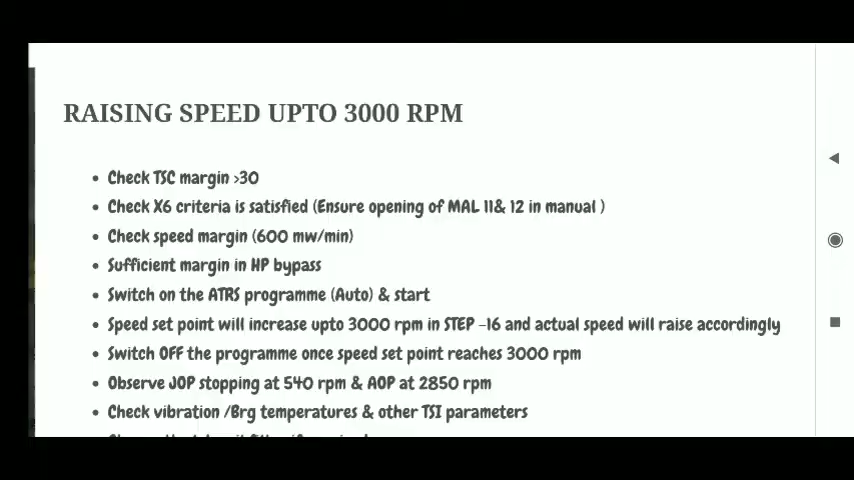 RAISING SPEED UPTO 3000 RPM
• Check TSC margin >30
• Check X6 criteria is satisfied (Ensure opening of MAL 11& 12 in manual )
• Check speed margin (600 mw/min)
• Sufficient margin in HP bypass
• Switch on the ATRS programme (Auto) & start
• Speed set point will increase upto 3000 rpm in STEP -16 and actual speed will raise accordingly
• Switch OFF the programme once speed set point reaches 3000 rpm
• Observe JOP stopping at 540 rpm & AOP at 2850 rpm
• Check vibration /Brg temperatures & other TSI parameters